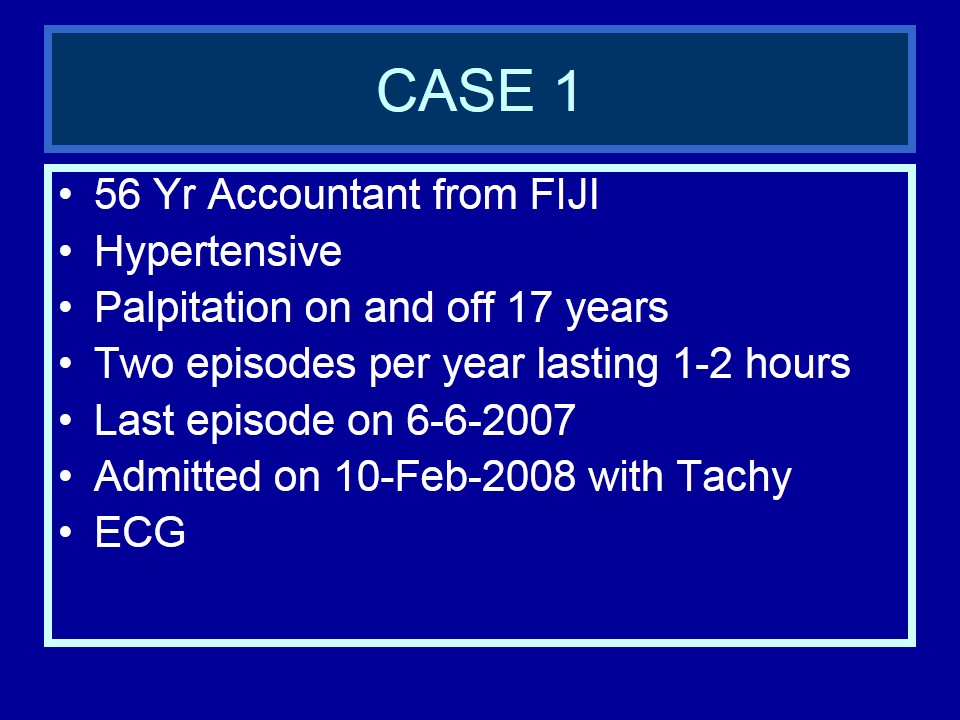 CASE 1
• 56 Yr Accountant from FIJI
• Hypertensive
• Palpitation on and off 17 years
• Two episodes per year lasting 1-2 hours
• Last episode on 6-6-2007
• Admitted on 10-Feb-2008 with Tachy
• ECG